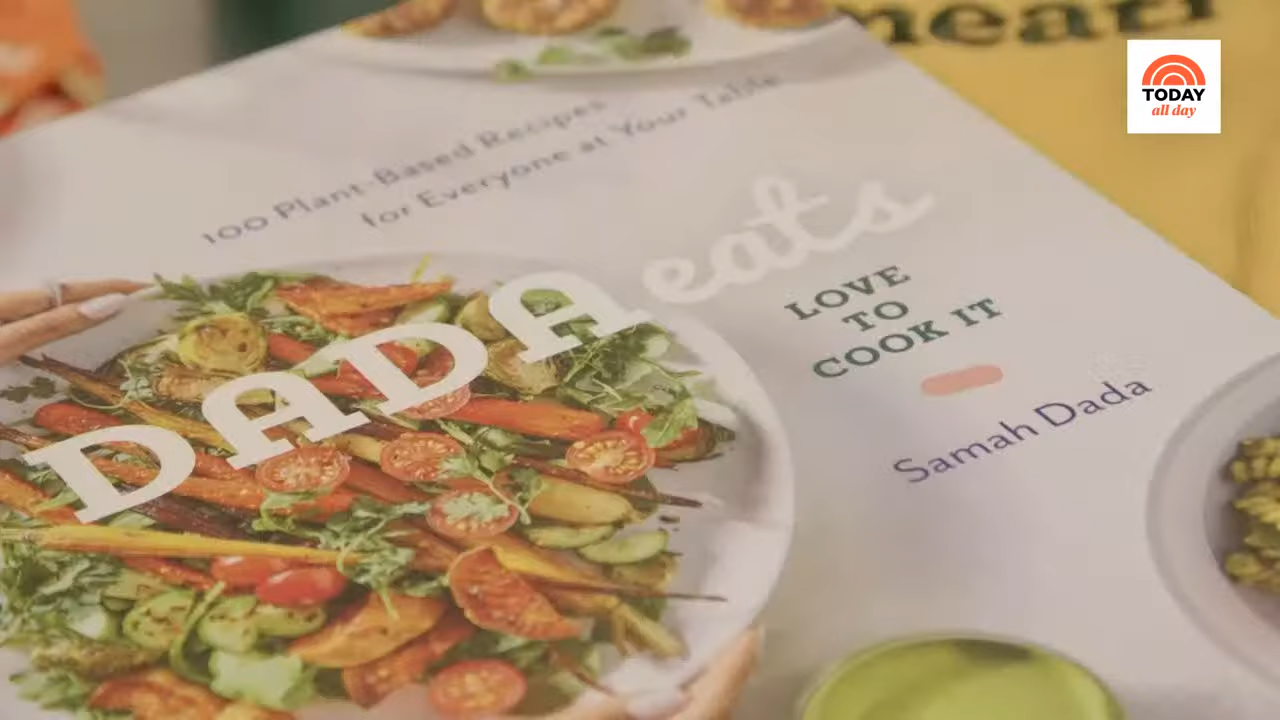 TODAY
all day
100 Plant-Based Recipes
for Everyone at Your Table
DADA eats
LOVE
TO
COOK IT
Samah Dada